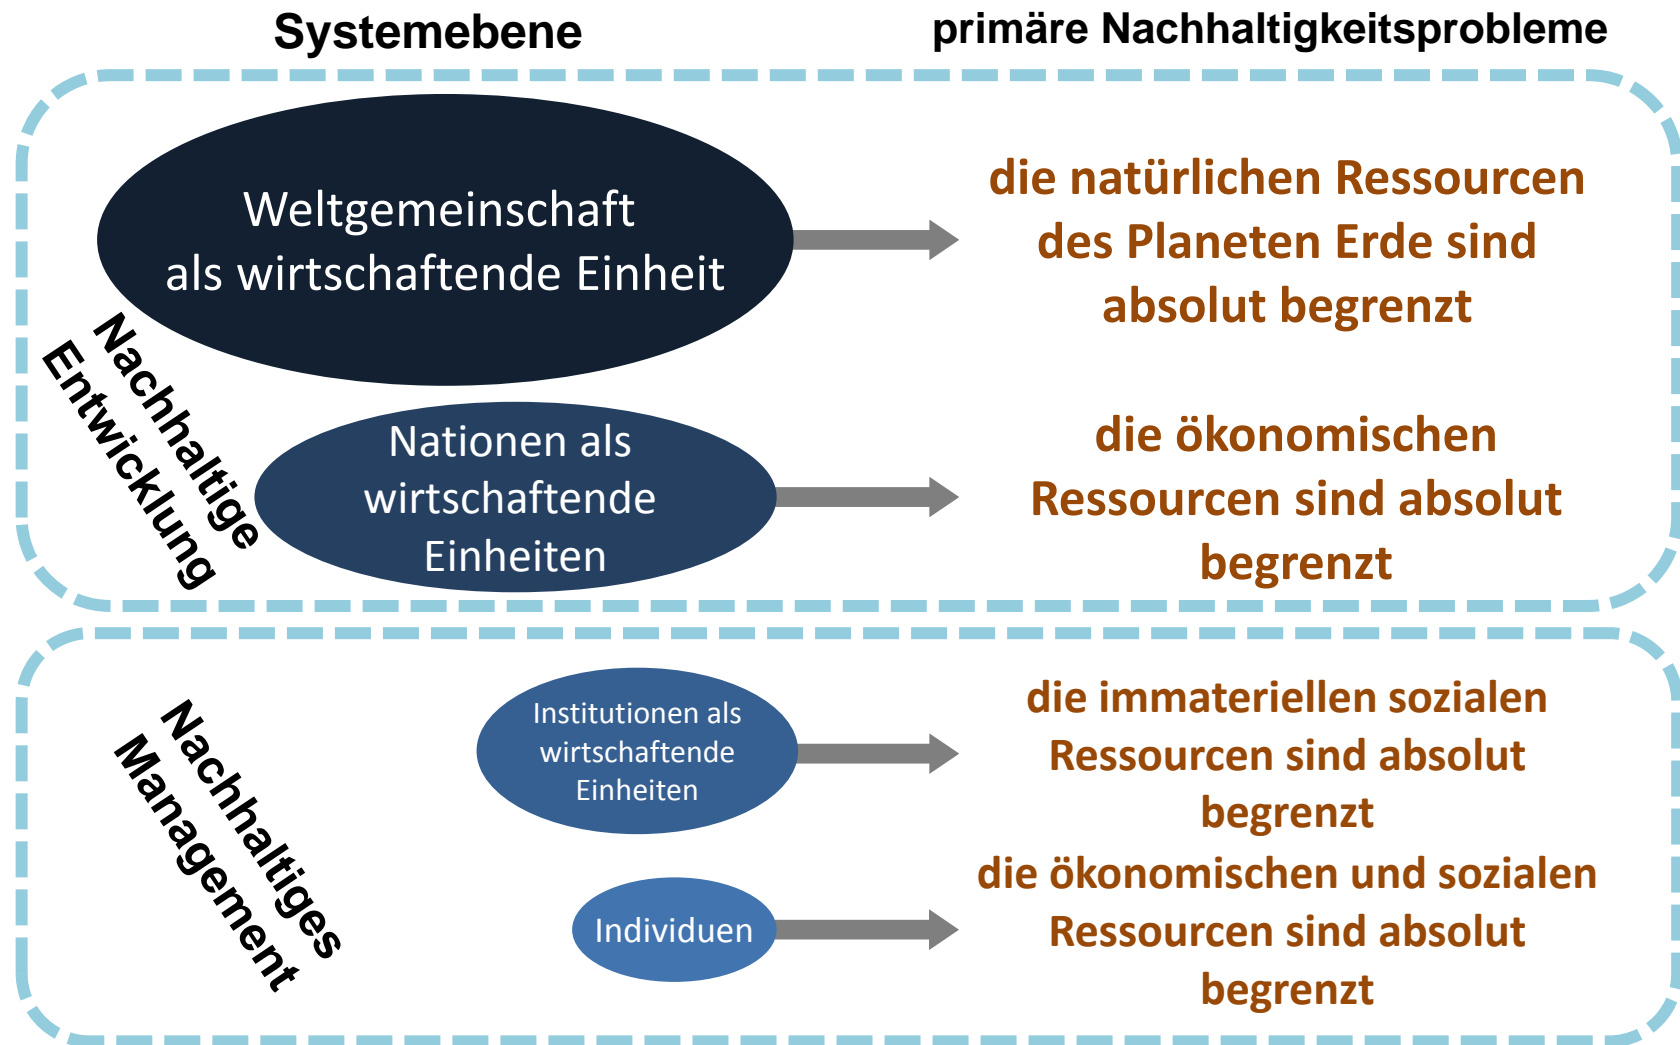 Systemebene
primäre Nachhaltigkeitsprobleme
Weltgemeinschaft
als wirtschaftende Einheit
die natürlichen Ressourcen
des Planeten Erde sind
absolut begrenzt
Nachhaltige
Entwicklung
Nationen als
wirtschaftende
Einheiten
die ökonomischen
Ressourcen sind absolut
begrenzt
Nachhaltiges
Management
Institutionen als
wirtschaftende
Einheiten
die immateriellen sozialen
Ressourcen sind absolut
begrenzt
Individuen
die ökonomischen und sozialen
Ressourcen sind absolut
begrenzt